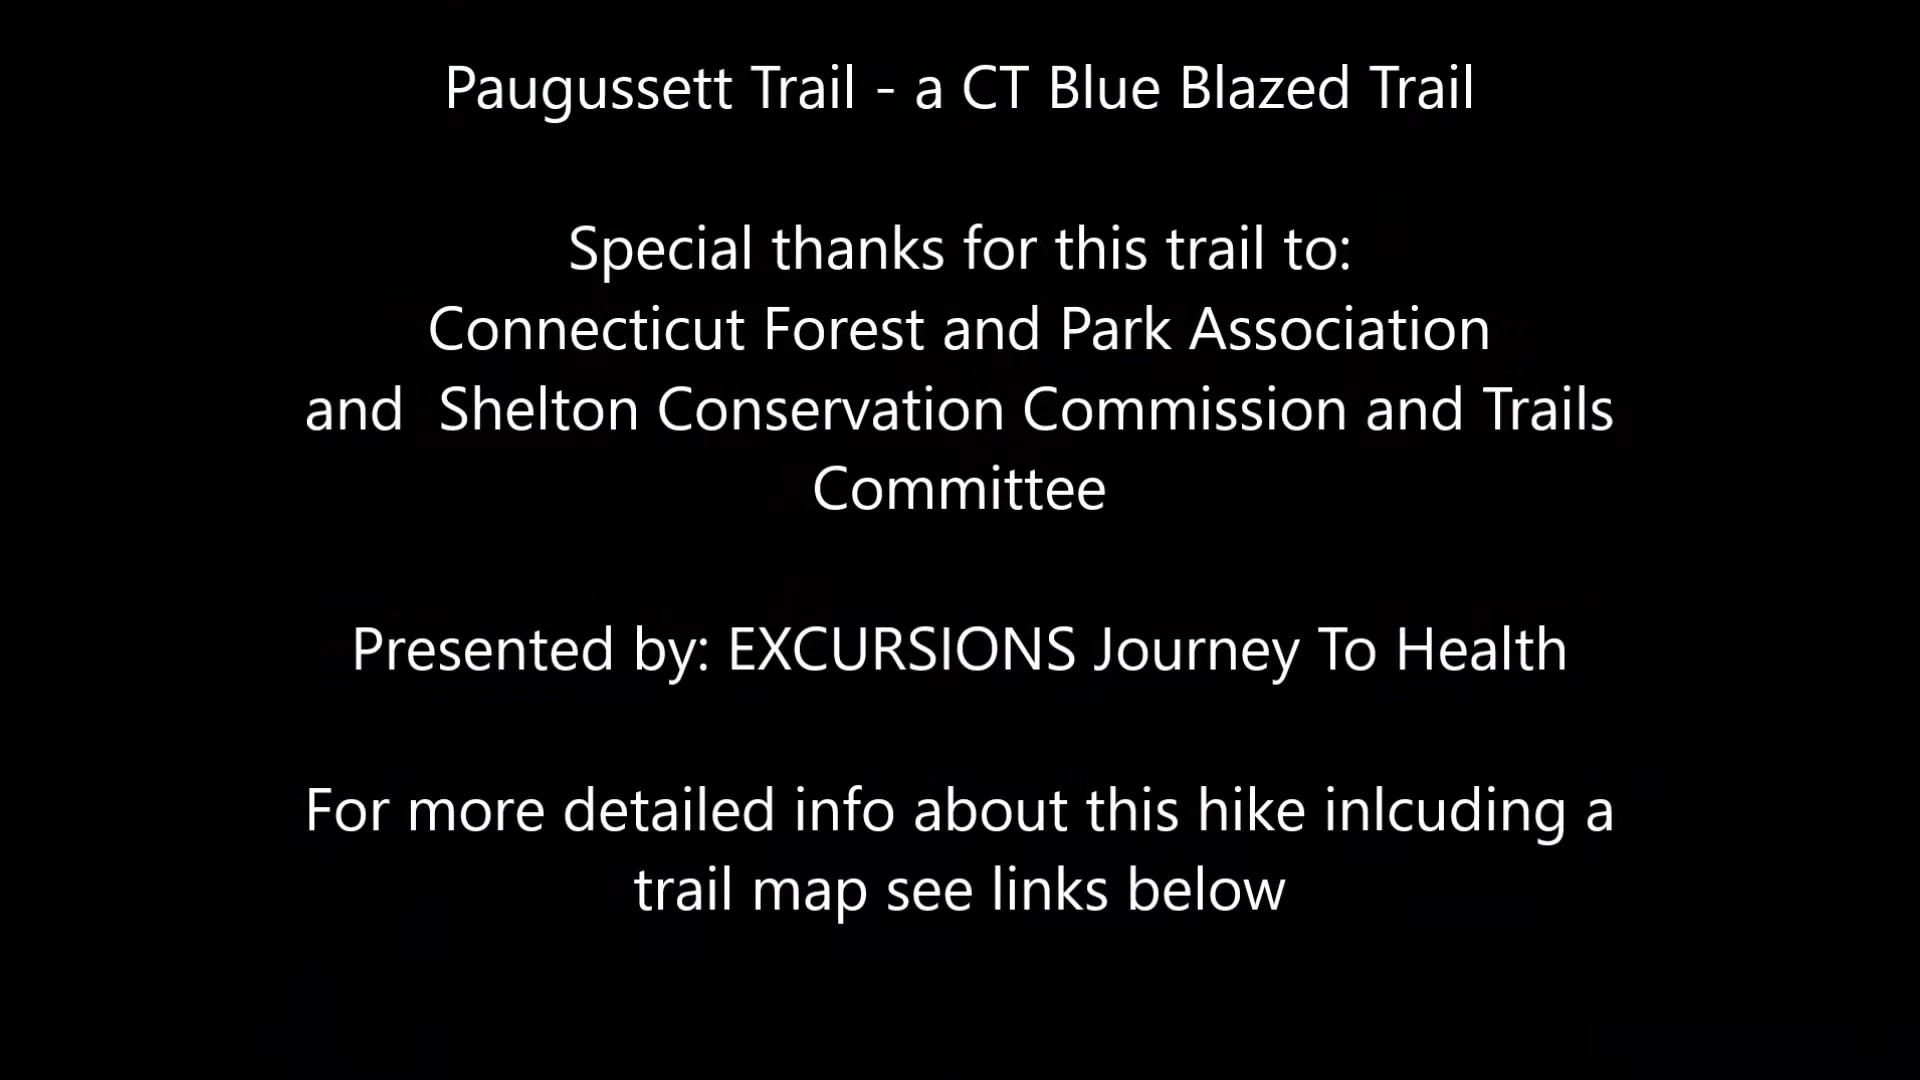 Paugussett Trail - a CT Blue Blazed Trail
Special thanks for this trail to:
Connecticut Forest and Park Association
and  Shelton Conservation Commission and Trails
Committee
Presented by: EXCURSIONS Journey To Health
For more detailed info about this hike inlcuding a
trail map see links below